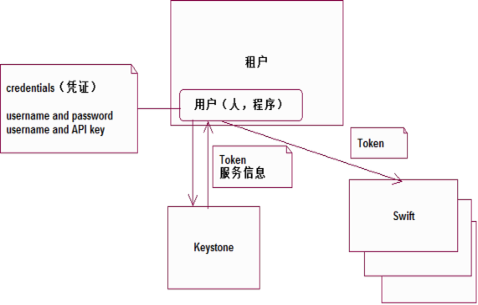 租户
credentials（凭证）
username and password
username and API key
用户（人，程序）
Token
Token
服务信息
Swift
Keystone